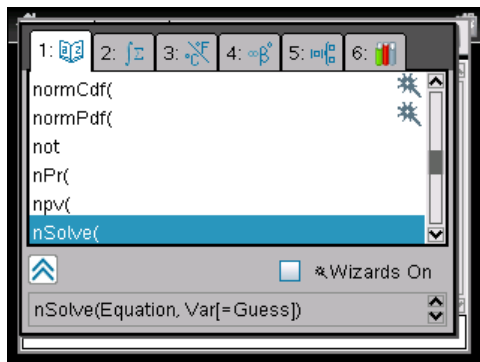 1: 2: ∫Σ 3: °C°F 4: ∞β° 5: 6:
normCdf(
normPdf(
not
nPr(
npv(
nSolve(
Wizards On
nSolve(Equation, Var[=Guess])